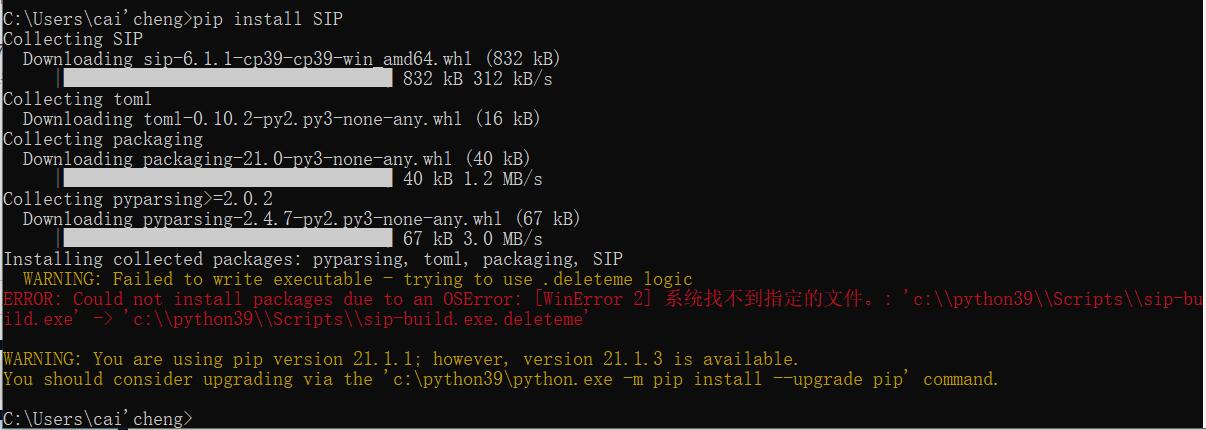 C:\Users\cai'cheng>pip install SIP
Collecting SIP
Downloading sip-6.1.1-cp39-cp39-win_amd64.whl (832 kB)
832 kB 312 kB/s
Collecting toml
Downloading toml-0.10.2-py2.py3-none-any.whl (16 kB)
Collecting packaging
Downloading packaging-21.0-py3-none-any.whl (40 kB)
40 kB 1.2 MB/s
Collecting pyparsing>=2.0.2
Downloading pyparsing-2.4.7-py2.py3-none-any.whl (67 kB)
67 kB 3.0 MB/s
Installing collected packages: pyparsing, toml, packaging, SIP
WARNING: Failed to write executable - trying to use .deleteme logic
ERROR: Could not install packages due to an OSError: [WinError 2] 系统找不到指定的文件。: 'c:\\python39\\Scripts\\sip-bu
ild.exe' -> 'c:\\python39\\Scripts\\sip-build.exe.deleteme'
WARNING: You are using pip version 21.1.1; however, version 21.1.3 is available.
You should consider upgrading via the 'c:\python39\python.exe -m pip install --upgrade pip' command.
C:\Users\cai'cheng>